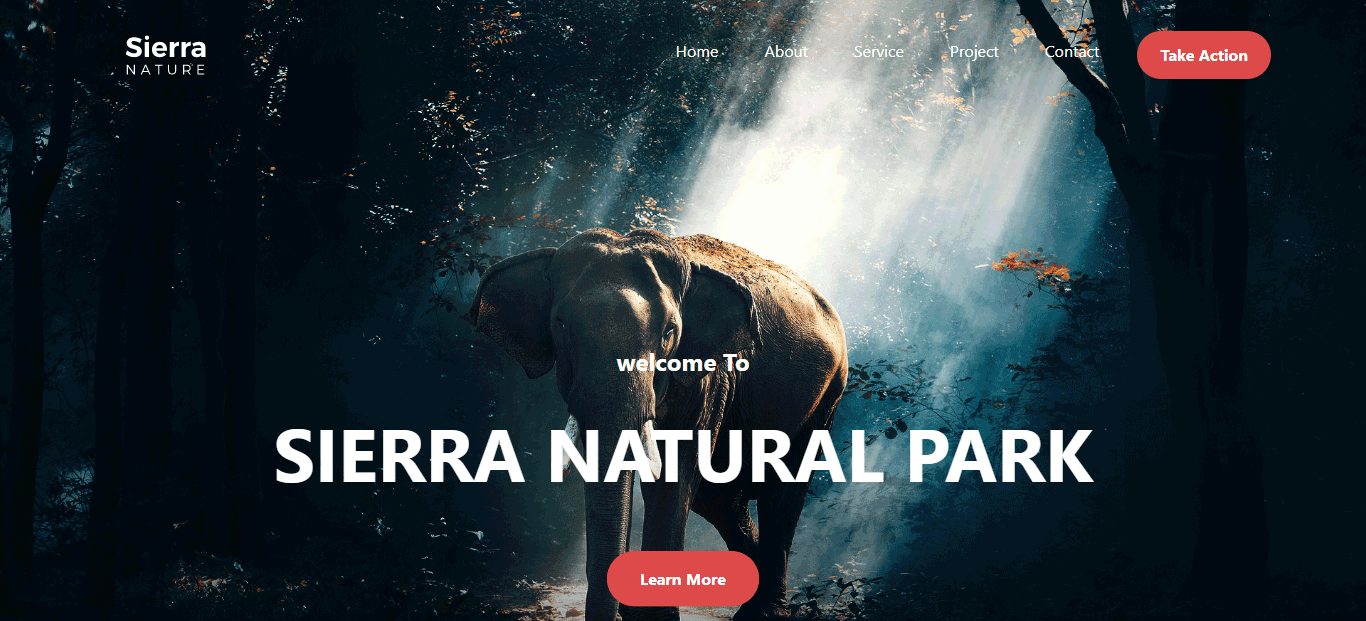 Sierra
NATURE
Home About Service Project Contact Take Action
welcome To
SIERRA NATURAL PARK
Learn More